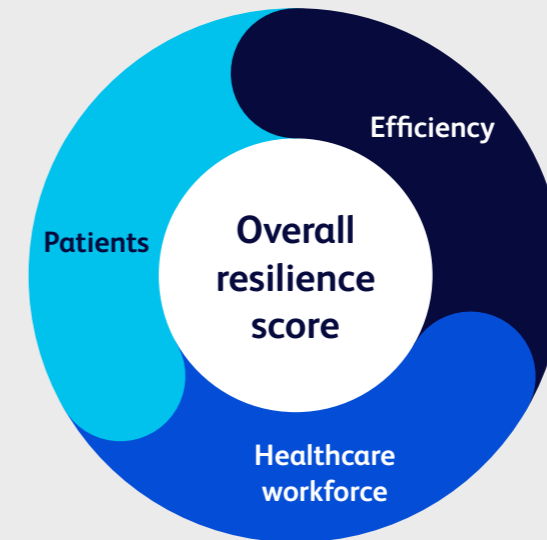 Efficiency
Patients
Overall
resilience
score
Healthcare
workforce